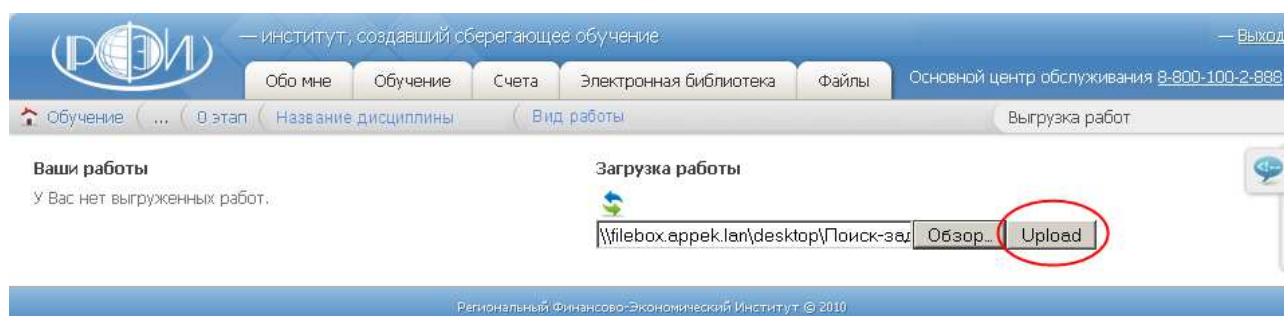 РФЭИ — институт, создавший сберегающее обучение — Выход
Обо мне Обучение Счета Электронная библиотека Файлы Основной центр обслуживания 8-800-100-2-888
Обучение ... 0 этап Название дисциплины Вид работы Выгрузка работ
Ваши работы Загрузка работы
У Вас нет выгруженных работ.
\\filebox.appek.lan\desktop\Поиск-зад Обзор... Upload
Региональный Финансово-Экономический Институт © 2010